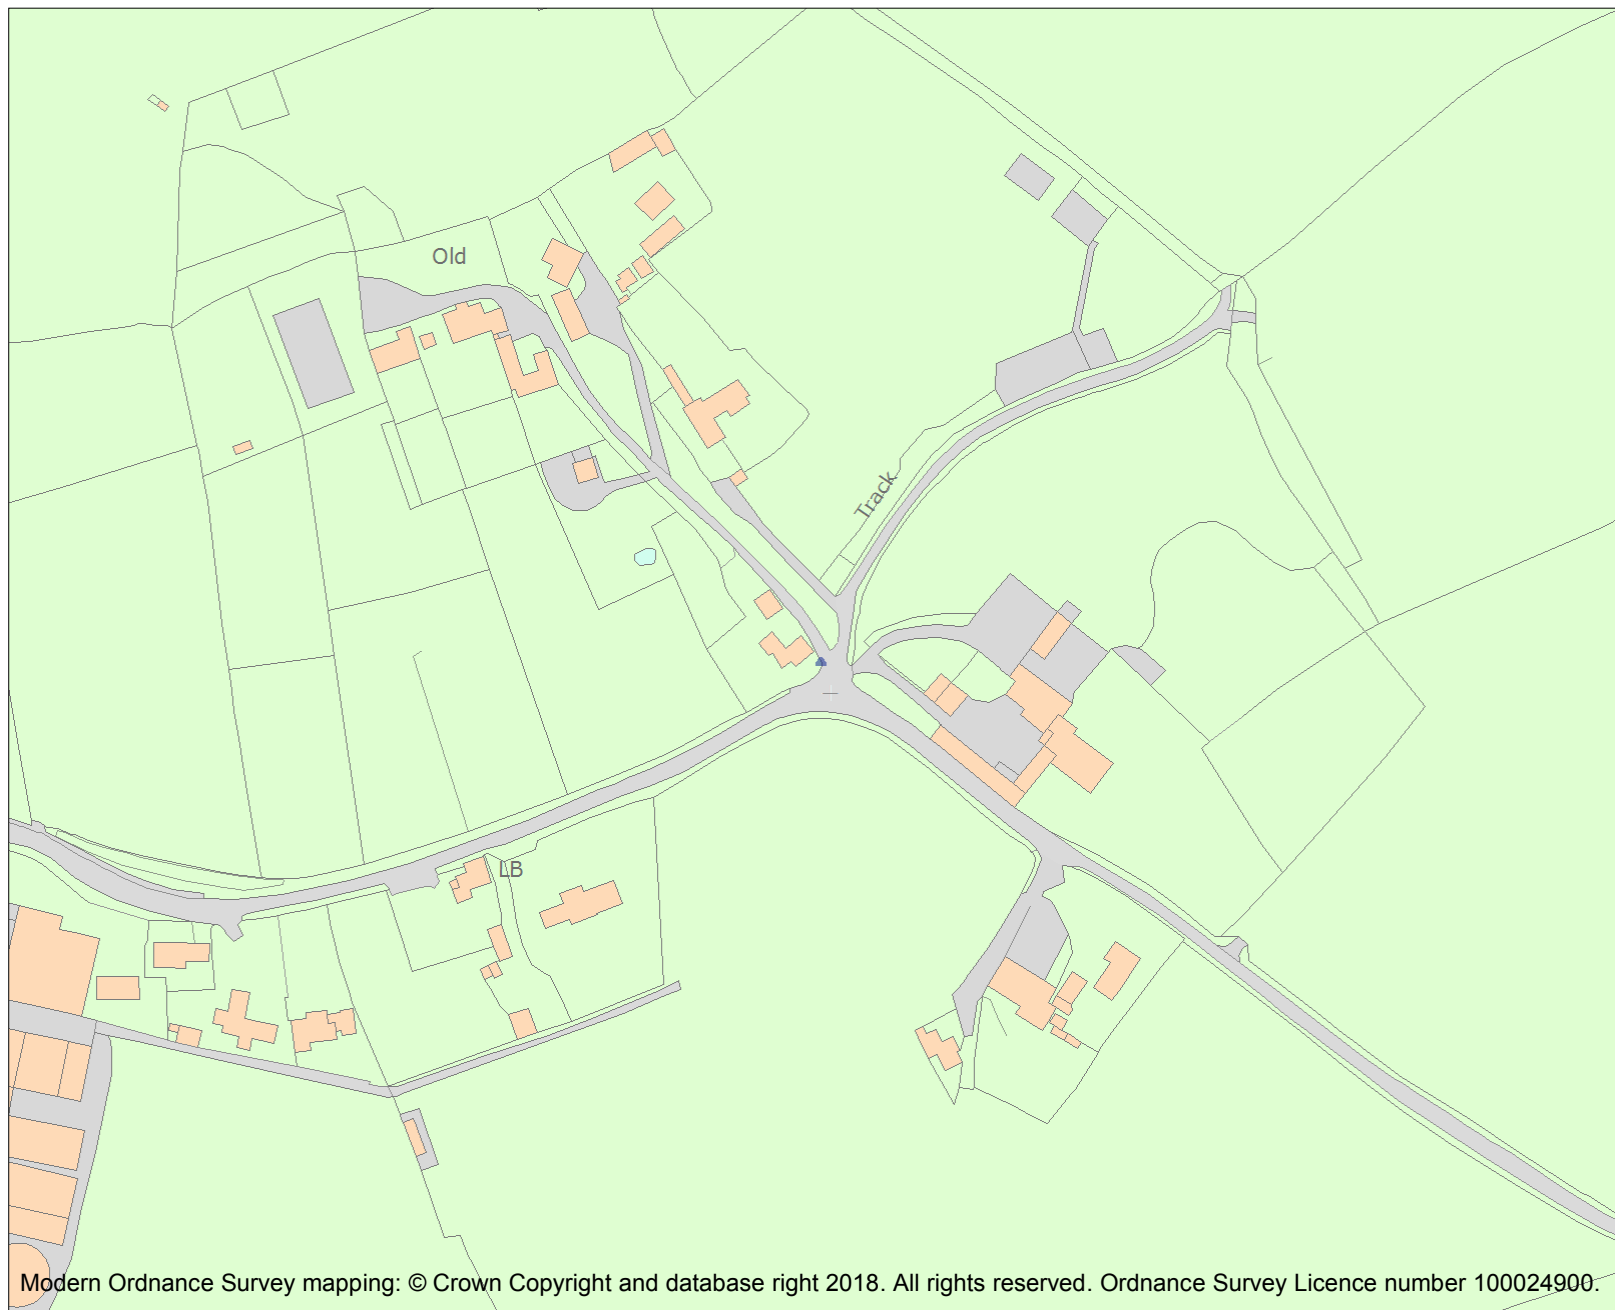 Old
Track
LB
Modern Ordnance Survey mapping: © Crown Copyright and database right 2018. All rights reserved. Ordnance Survey Licence number 100024900.